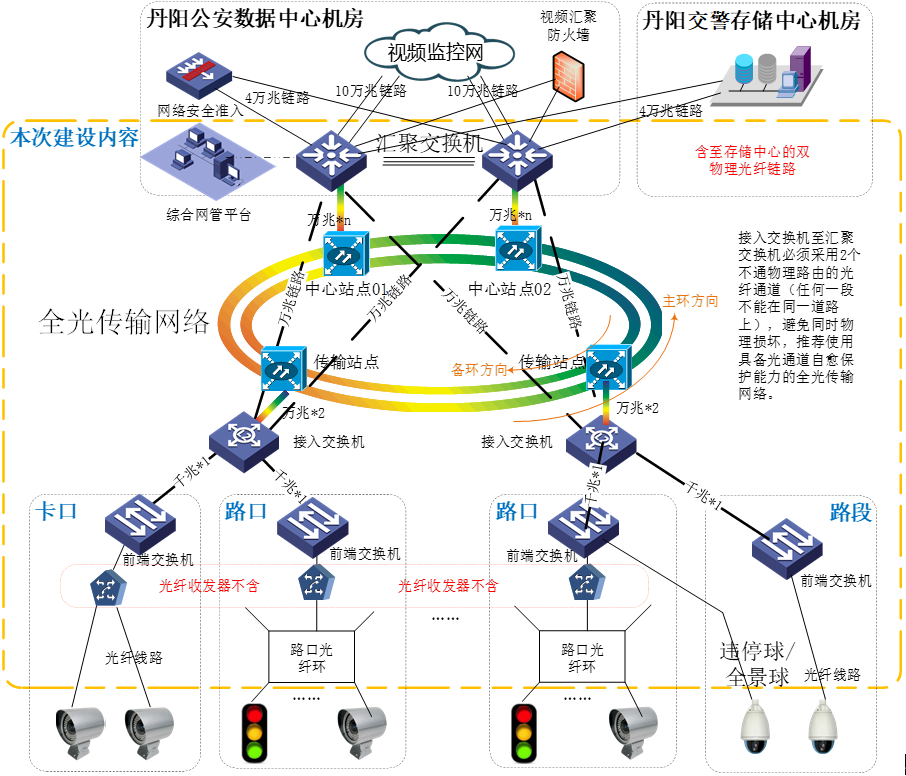 丹阳公安数据中心机房
视频汇聚
防火墙
丹阳交警存储中心机房
视频监控网
网络安全准入
4万兆链路
10万兆链路
10万兆链路
4万兆链路
本次建设内容
汇聚交换机
含至存储中心的双
物理光纤链路
综合网管平台
万兆*n
万兆*n
接入交换机至汇聚
交换机必须采用2个
不通物理路由的光
纤通道（任何一段
不能在同一道路
上），避免同时物
理损坏，推荐使用
具备光通道自愈保
护能力的全光传输
网络。
中心站点01
中心站点02
万兆链路
万兆链路
万兆链路
万兆链路
主环方向
全光传输网络
传输站点
备环方向
传输站点
万兆*2
万兆*2
接入交换机
接入交换机
千兆*1
千兆*1
千兆*1
千兆*1
卡口
路口
路口
路段
前端交换机
前端交换机
前端交换机
前端交换机
光纤收发器不含
光纤收发器不含
……
光纤线路
路口光
纤环
路口光
纤环
违停球/
全景球
光纤线路
……
……